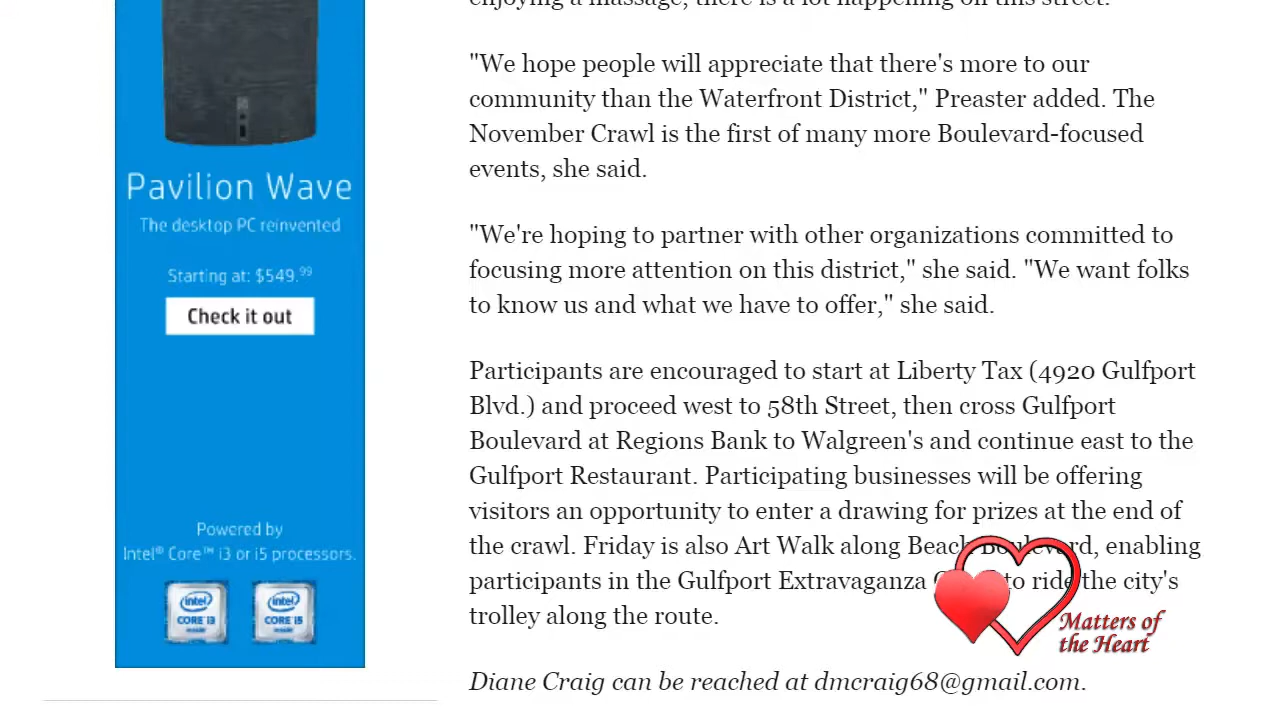 Pavilion Wave
The desktop PC reinvented
Starting at: $549.99
Check it out
Powered by
Intel® Core™ i3 or i5 processors.
intel
CORE i3
intel
CORE i5
enjoying a massage, there is a lot happening on this street.
"We hope people will appreciate that there's more to our
community than the Waterfront District," Preaster added. The
November Crawl is the first of many more Boulevard-focused
events, she said.
"We're hoping to partner with other organizations committed to
focusing more attention on this district," she said. "We want folks
to know us and what we have to offer," she said.
Participants are encouraged to start at Liberty Tax (4920 Gulfport
Blvd.) and proceed west to 58th Street, then cross Gulfport
Boulevard at Regions Bank to Walgreen's and continue east to the
Gulfport Restaurant. Participating businesses will be offering
visitors an opportunity to enter a drawing for prizes at the end of
the crawl. Friday is also Art Walk along Beach Boulevard, enabling
participants in the Gulfport Extravaganza to ride the city's
trolley along the route.
Matters of
the Heart
Diane Craig can be reached at dmcraig68@gmail.com.